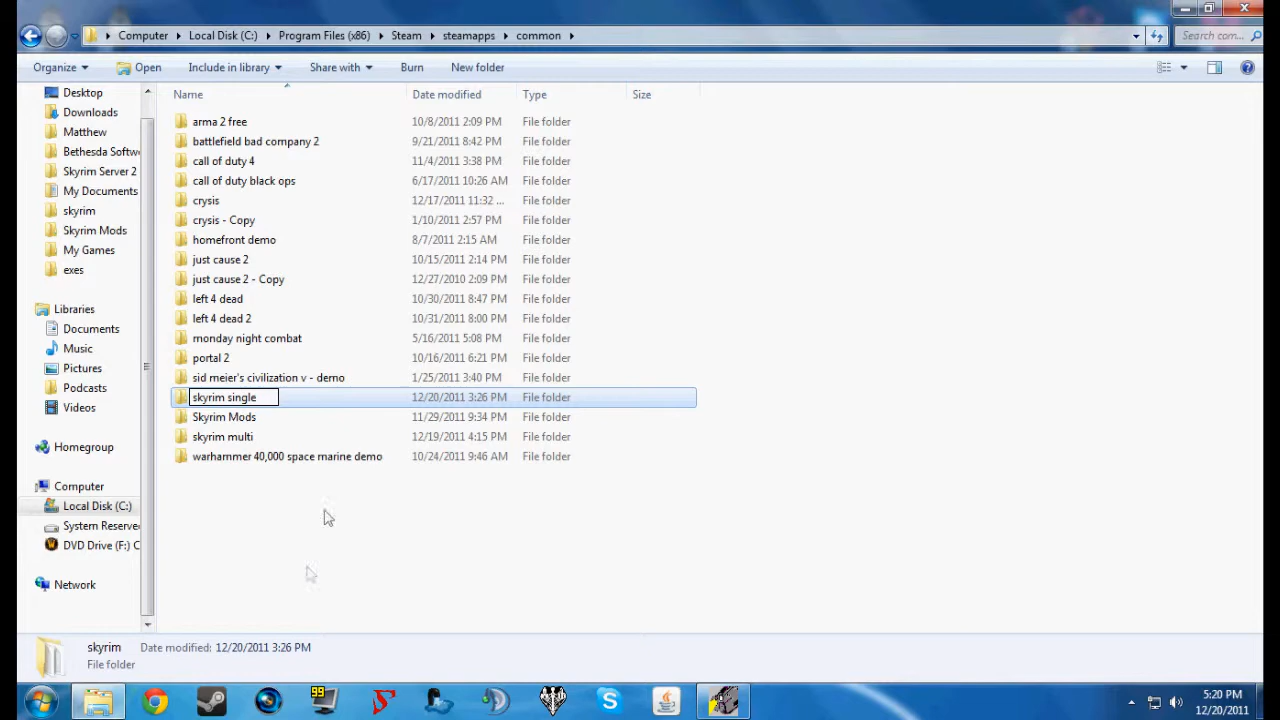 Computer ▸ Local Disk (C:) ▸ Program Files (x86) ▸ Steam ▸ steamapps ▸ common ▸
Search com...
Organize Open Include in library Share with Burn New folder
Name Date modified Type Size
Desktop
Downloads
Matthew
Bethesda Softw
Skyrim Server 2
My Documents
skyrim
Skyrim Mods
My Games
exes
Libraries
Documents
Music
Pictures
Podcasts
Videos
Homegroup
Computer
Local Disk (C:)
System Reserve
DVD Drive (F:) C
Network
arma 2 free 10/8/2011 2:09 PM File folder
battlefield bad company 2 9/21/2011 8:42 PM File folder
call of duty 4 11/4/2011 3:38 PM File folder
call of duty black ops 6/17/2011 10:26 AM File folder
crysis 12/17/2011 11:32 ... File folder
crysis - Copy 1/10/2011 2:57 PM File folder
homefront demo 8/7/2011 2:15 AM File folder
just cause 2 10/15/2011 2:14 PM File folder
just cause 2 - Copy 12/27/2010 2:09 PM File folder
left 4 dead 10/30/2011 8:47 PM File folder
left 4 dead 2 10/31/2011 8:00 PM File folder
monday night combat 5/16/2011 5:08 PM File folder
portal 2 10/16/2011 6:21 PM File folder
sid meier's civilization v - demo 1/25/2011 3:40 PM File folder
skyrim single 12/20/2011 3:26 PM File folder
Skyrim Mods 11/29/2011 9:34 PM File folder
skyrim multi 12/19/2011 4:15 PM File folder
warhammer 40,000 space marine demo 10/24/2011 9:46 AM File folder
skyrim Date modified: 12/20/2011 3:26 PM
File folder
99
5:20 PM
12/20/2011